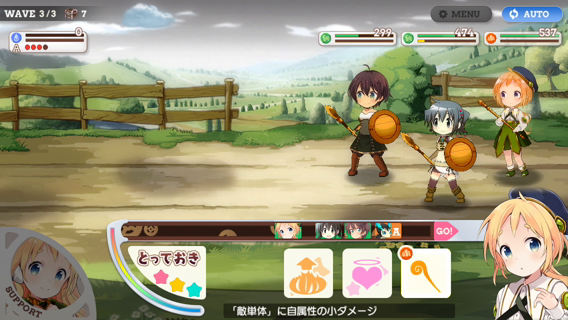 WAVE 3/3 7
MENU
AUTO
0
A
299
474
537
A GO!
とっておき
SUPPORT
「敵単体」に自属性の小ダメージ